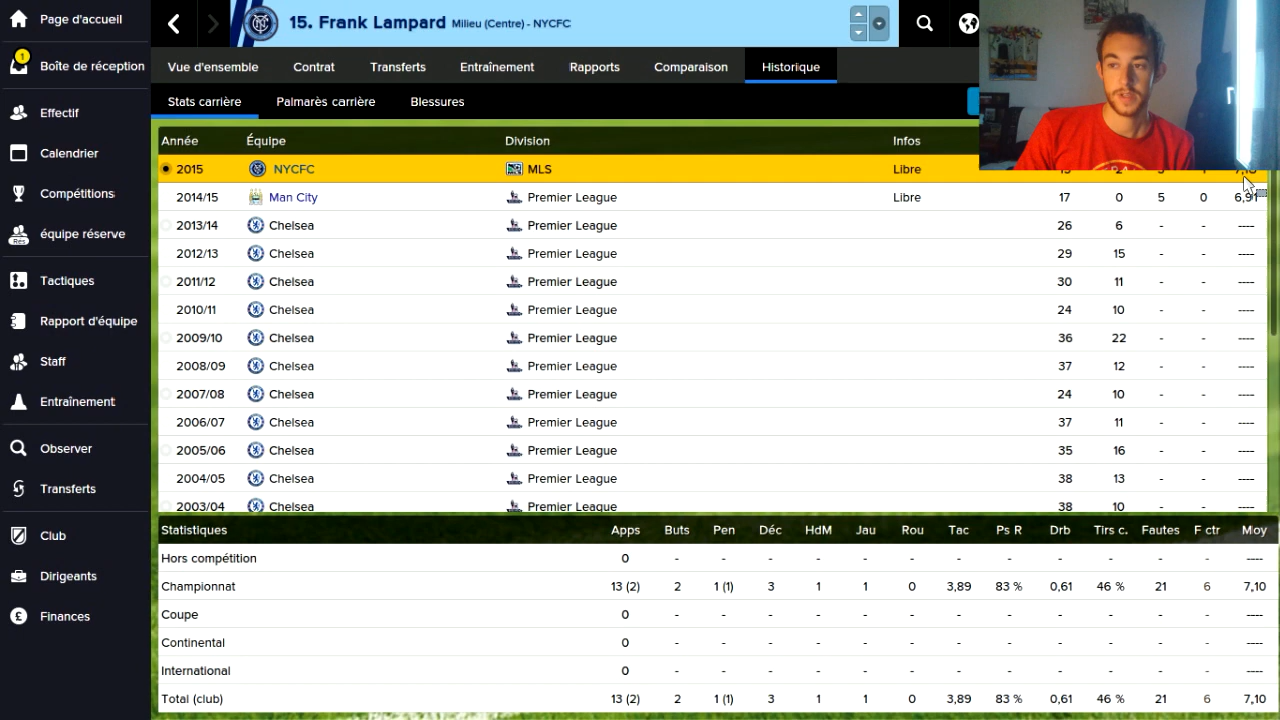 Page d'accueil
15. Frank Lampard Milieu (Centre) - NYCFC
1
Boîte de réception
Vue d'ensemble Contrat Transferts Entraînement Rapports Comparaison Historique
Effectif
Stats carrière Palmarès carrière Blessures
Calendrier
Année Équipe Division Infos
2015 NYCFC MLS Libre
Compétitions
2014/15 Man City Premier League Libre 17 0 5 0 6,91
2013/14 Chelsea Premier League 26 6 - - ----
équipe réserve
Rés
2012/13 Chelsea Premier League 29 15 - - ----
Tactiques
2011/12 Chelsea Premier League 30 11 - - ----
2010/11 Chelsea Premier League 24 10 - - ----
Rapport d'équipe
2009/10 Chelsea Premier League 36 22 - - ----
Staff
2008/09 Chelsea Premier League 37 12 - - ----
2007/08 Chelsea Premier League 24 10 - - ----
Entraînement
2006/07 Chelsea Premier League 37 11 - - ----
Observer
2005/06 Chelsea Premier League 35 16 - - ----
2004/05 Chelsea Premier League 38 13 - - ----
Transferts
2003/04 Chelsea Premier League 38 10 - - ----
Statistiques Apps Buts Pen Déc HdM Jau Rou Tac Ps R Drb Tirs c. Fautes F ctr Moy
Club
Hors compétition 0 - - - - - - - - - - - - ----
Dirigeants
Championnat 13 (2) 2 1 (1) 3 1 1 0 3,89 83 % 0,61 46 % 21 6 7,10
Coupe 0 - - - - - - - - - - - - ----
Finances
Continental 0 - - - - - - - - - - - - ----
International 0 - - - - - - - - - - - - ----
Total (club) 13 (2) 2 1 (1) 3 1 1 0 3,89 83 % 0,61 46 % 21 6 7,10